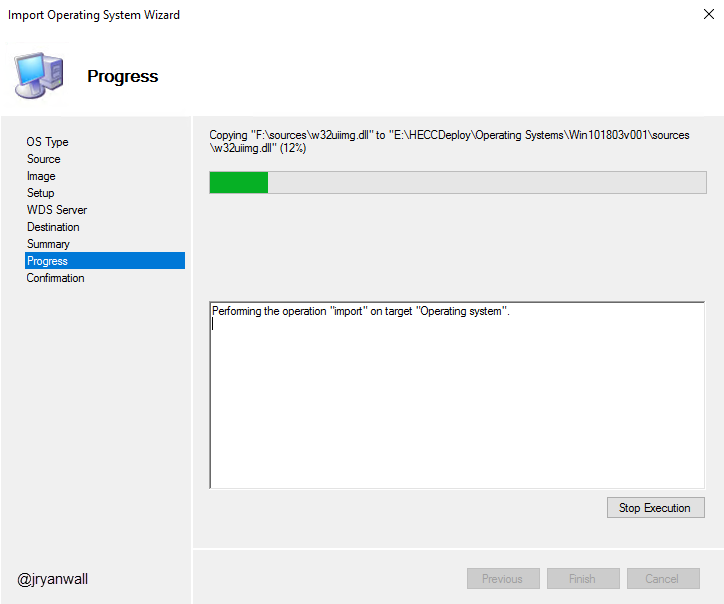 Import Operating System Wizard
Progress
OS Type
Source
Image
Setup
WDS Server
Destination
Summary
Progress
Confirmation
Copying "F:\sources\w32uiimg.dll" to "E:\HECCDeploy\Operating Systems\Win101803v001\sources
\w32uiimg.dll" (12%)
Performing the operation "import" on target "Operating system".
Stop Execution
@jryanwall
Previous
Finish
Cancel